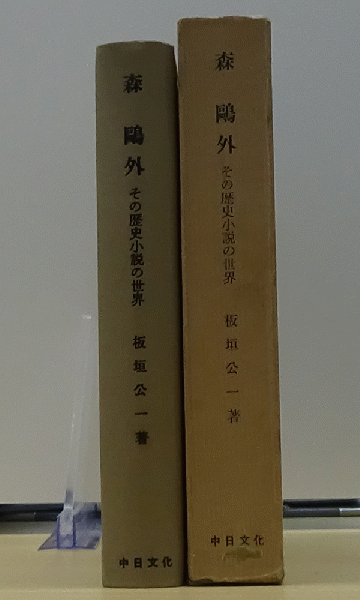 森鷗外
その歴史小説の世界
板垣公一著
中日文化
森鷗外
その歴史小説の世界
板垣公一著
中日文化